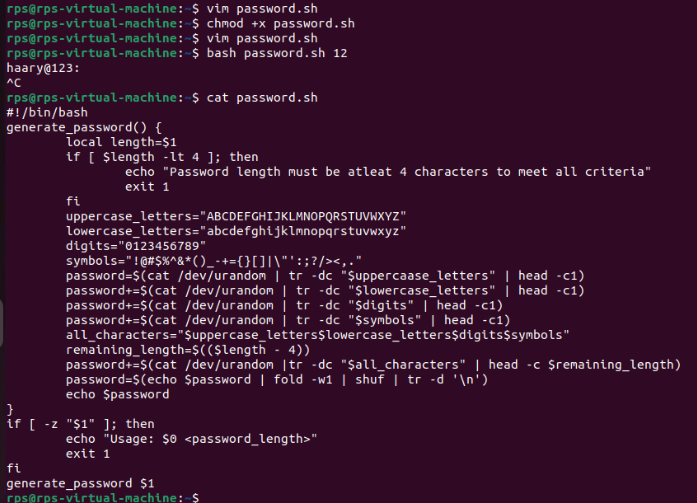 rps@rps-virtual-machine:~$ vim password.sh
rps@rps-virtual-machine:~$ chmod +x password.sh
rps@rps-virtual-machine:~$ vim password.sh
rps@rps-virtual-machine:~$ bash password.sh 12
haary@123:
^C
rps@rps-virtual-machine:~$ cat password.sh
#!/bin/bash
generate_password() {
        local length=$1
        if [ $length -lt 4 ]; then
                echo "Password length must be atleat 4 characters to meet all criteria"
                exit 1
        fi
        uppercase_letters="ABCDEFGHIJKLMNOPQRSTUVWXYZ"
        lowercase_letters="abcdefghijklmnopqrstuvwxyz"
        digits="0123456789"
        symbols="!@#$%^&*()_-+={}[]|\"':;?/><,."
        password=$(cat /dev/urandom | tr -dc "$uppercaase_letters" | head -c1)
        password+=$(cat /dev/urandom | tr -dc "$lowercase_letters" | head -c1)
        password+=$(cat /dev/urandom | tr -dc "$digits" | head -c1)
        password+=$(cat /dev/urandom | tr -dc "$symbols" | head -c1)
        all_characters="$uppercase_letters$lowercase_letters$digits$symbols"
        remaining_length=$(($length - 4))
        password+=$(cat /dev/urandom |tr -dc "$all_characters" | head -c $remaining_length)
        password=$(echo $password | fold -w1 | shuf | tr -d '\n')
        echo $password
}
if [ -z "$1" ]; then
        echo "Usage: $0 <password_length>"
        exit 1
fi
generate_password $1
rps@rps-virtual-machine:~$